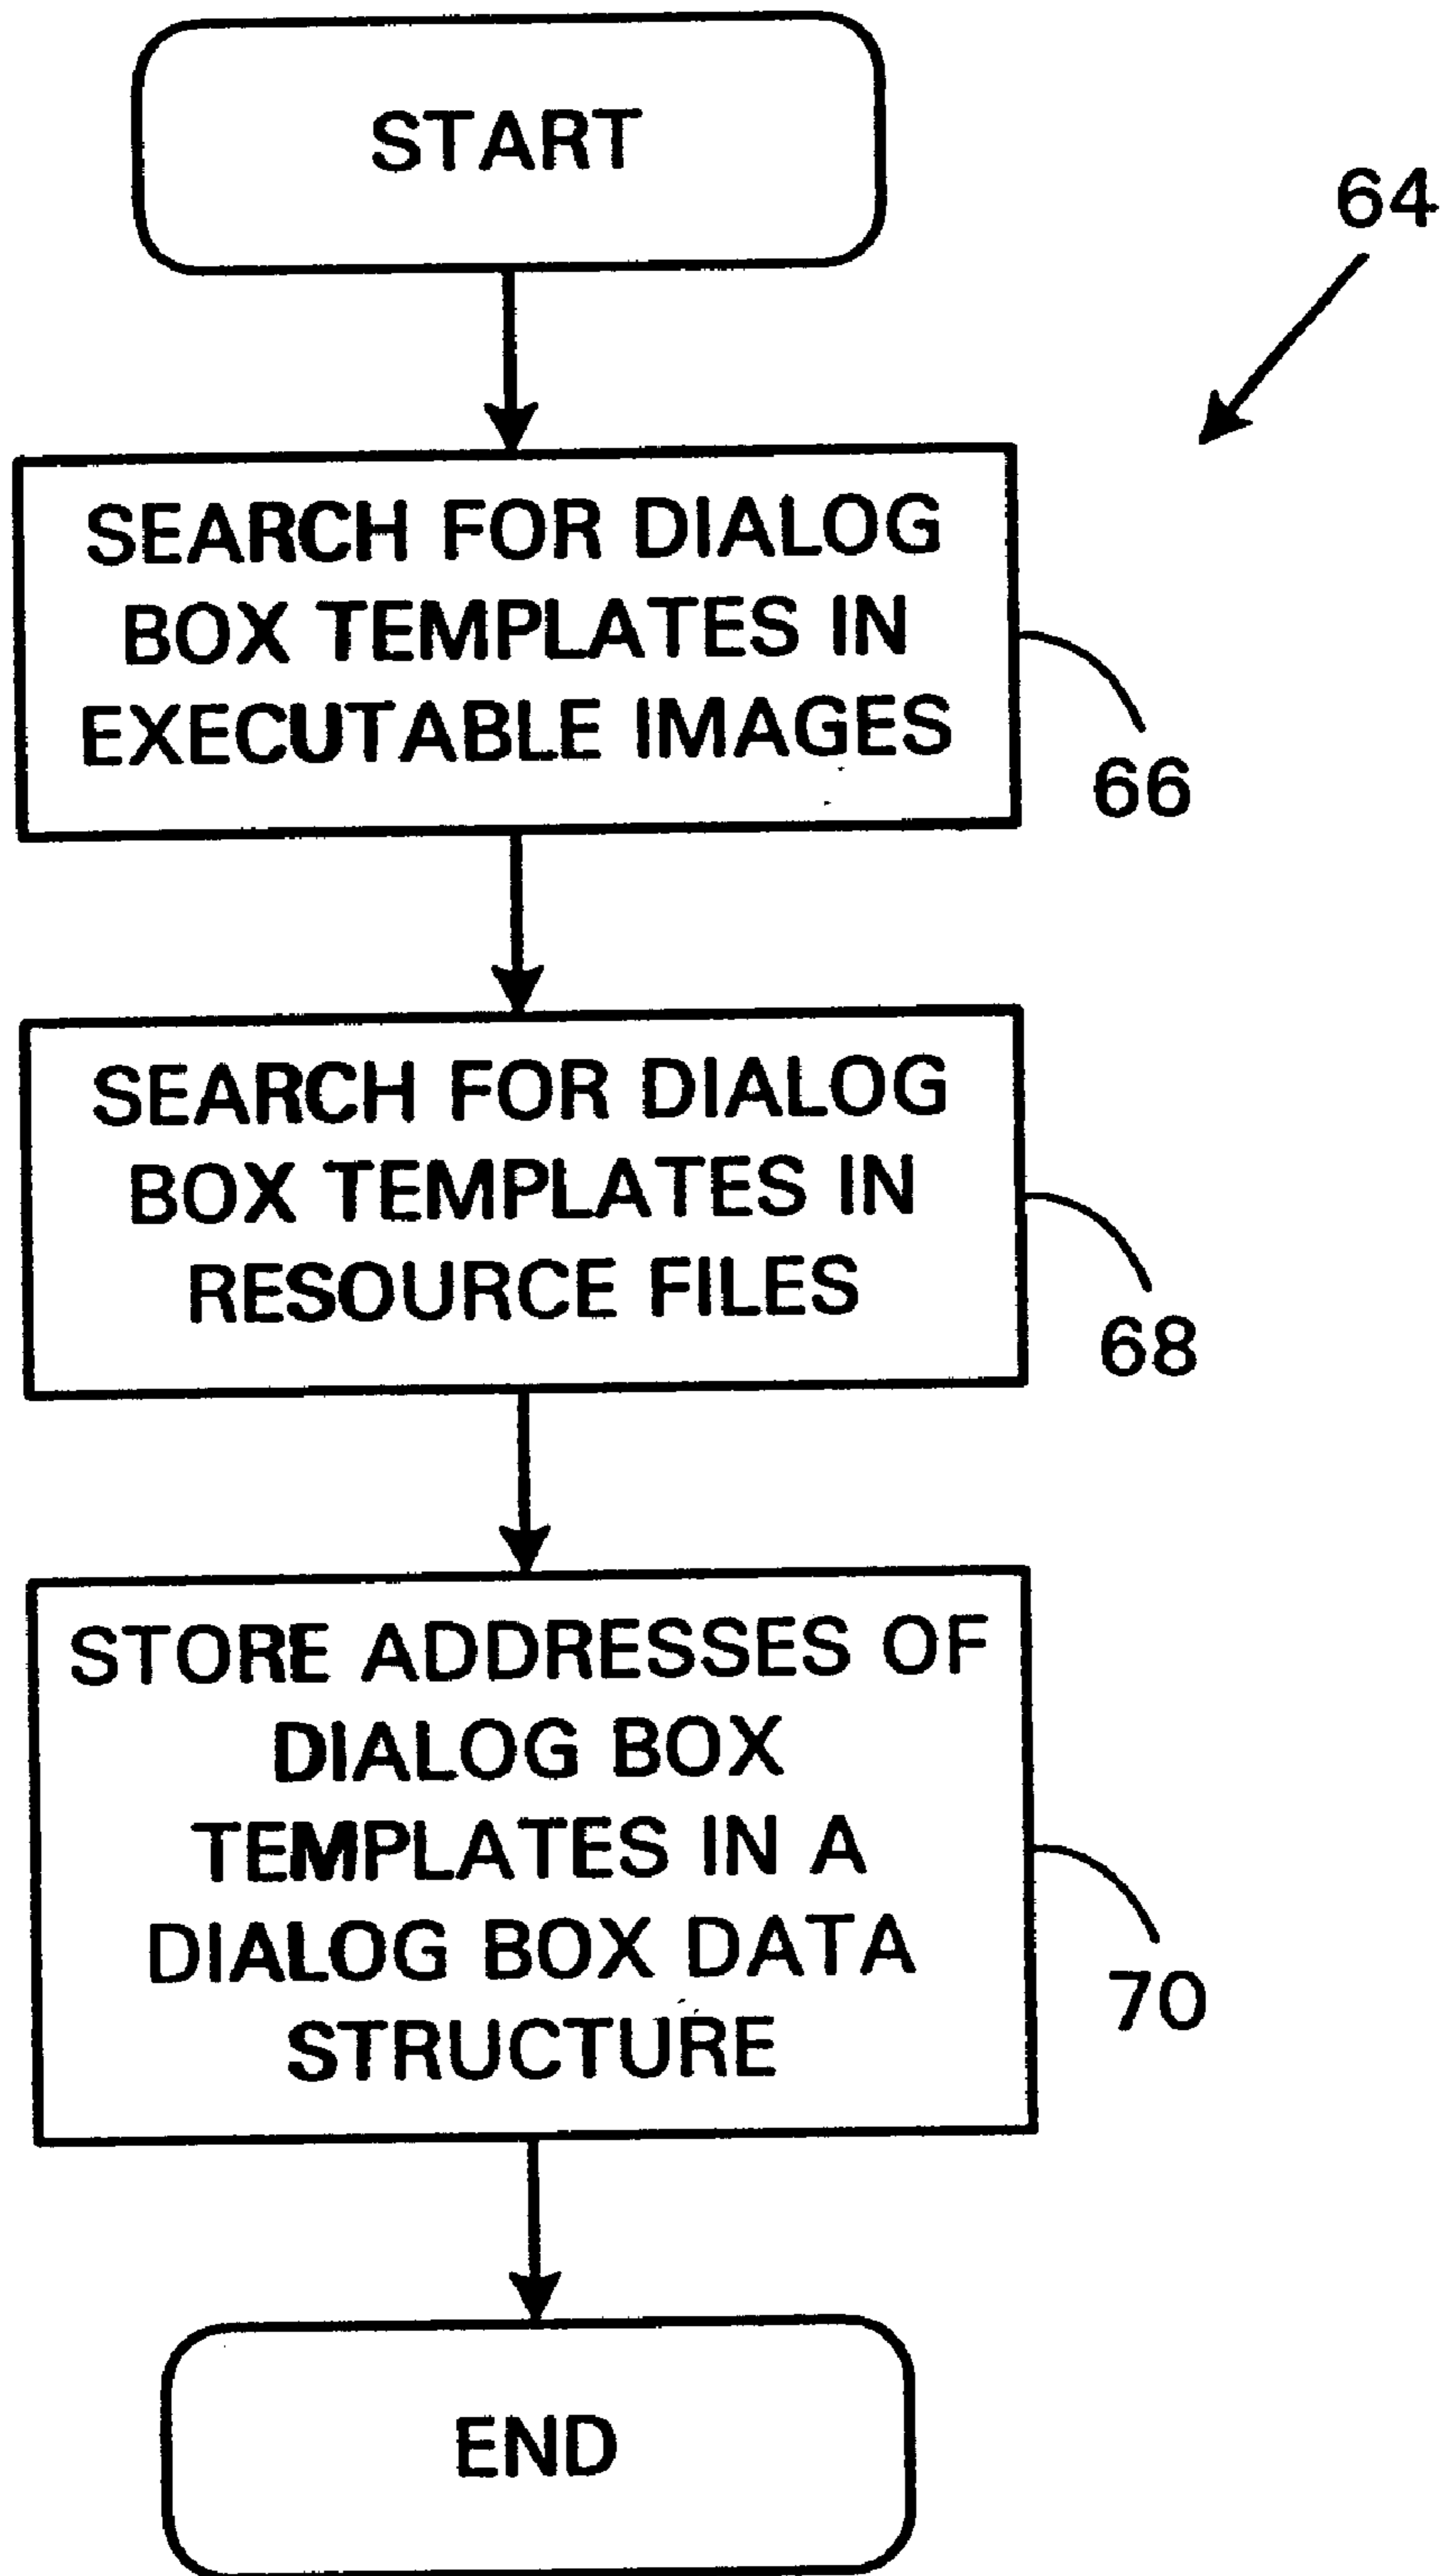 START
64
SEARCH FOR DIALOG
BOX TEMPLATES IN
EXECUTABLE IMAGES
66
SEARCH FOR DIALOG
BOX TEMPLATES IN
RESOURCE FILES
68
STORE ADDRESSES OF
DIALOG BOX
TEMPLATES IN A
DIALOG BOX DATA
STRUCTURE
70
END